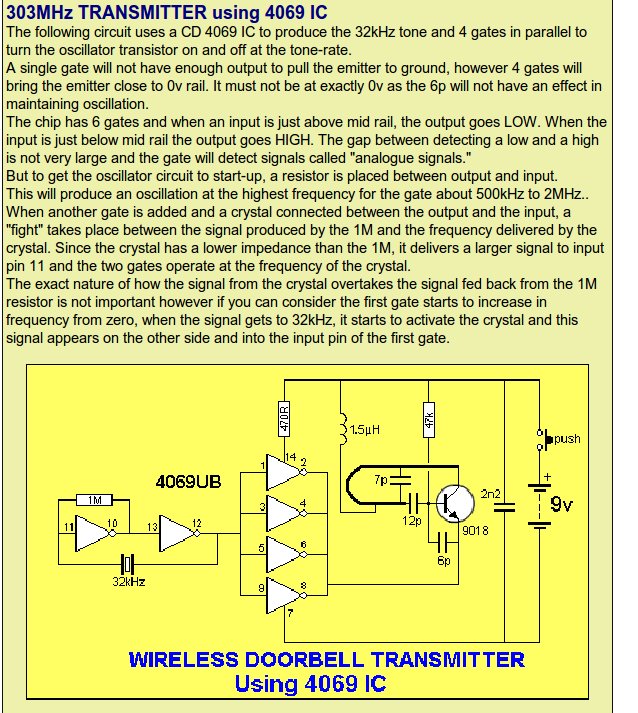 303MHz TRANSMITTER using 4069 IC
The following circuit uses a CD 4069 IC to produce the 32kHz tone and 4 gates in parallel to
turn the oscillator transistor on and off at the tone-rate.
A single gate will not have enough output to pull the emitter to ground, however 4 gates will
bring the emitter close to 0v rail. It must not be at exactly 0v as the 6p will not have an effect in
maintaining oscillation.
The chip has 6 gates and when an input is just above mid rail, the output goes LOW. When the
input is just below mid rail the output goes HIGH. The gap between detecting a low and a high
is not very large and the gate will detect signals called "analogue signals."
But to get the oscillator circuit to start-up, a resistor is placed between output and input.
This will produce an oscillation at the highest frequency for the gate about 500kHz to 2MHz..
When another gate is added and a crystal connected between the output and the input, a
"fight" takes place between the signal produced by the 1M and the frequency delivered by the
crystal. Since the crystal has a lower impedance than the 1M, it delivers a larger signal to input
pin 11 and the two gates operate at the frequency of the crystal.
The exact nature of how the signal from the crystal overtakes the signal fed back from the 1M
resistor is not important however if you can consider the first gate starts to increase in
frequency from zero, when the signal gets to 32kHz, it starts to activate the crystal and this
signal appears on the other side and into the input pin of the first gate.
470R
1.5µH
47k
push
14
1
2
4069UB
7p
2n2
+
9v
1M
3
4
12p
9018
11
10
13
12
5
6
6p
32kHz
9
8
7
WIRELESS DOORBELL TRANSMITTER
Using 4069 IC